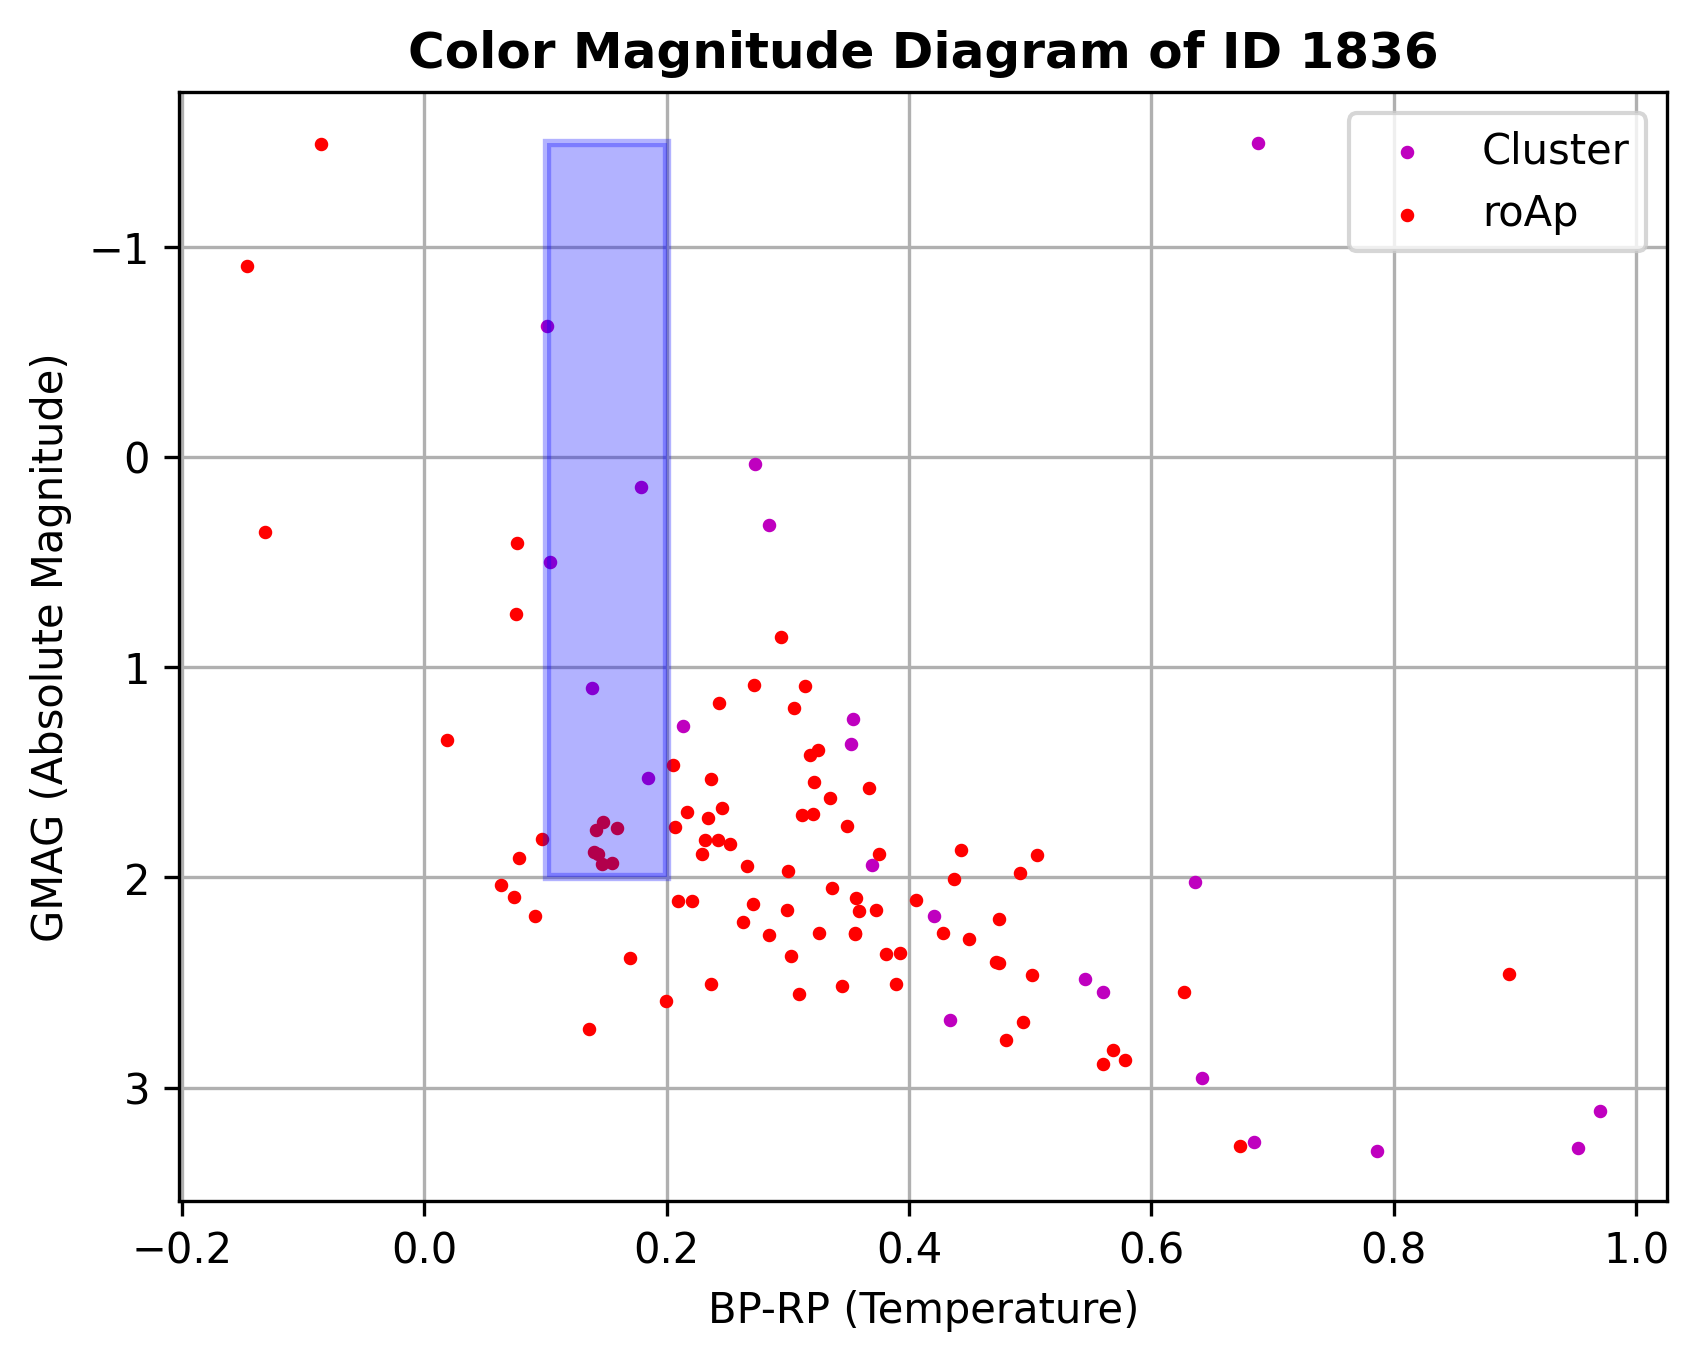 Color Magnitude Diagram of ID 1836
Cluster
roAp
GMAG (Absolute Magnitude)
−1
0
1
2
3
−0.2 0.0 0.2 0.4 0.6 0.8 1.0
BP-RP (Temperature)